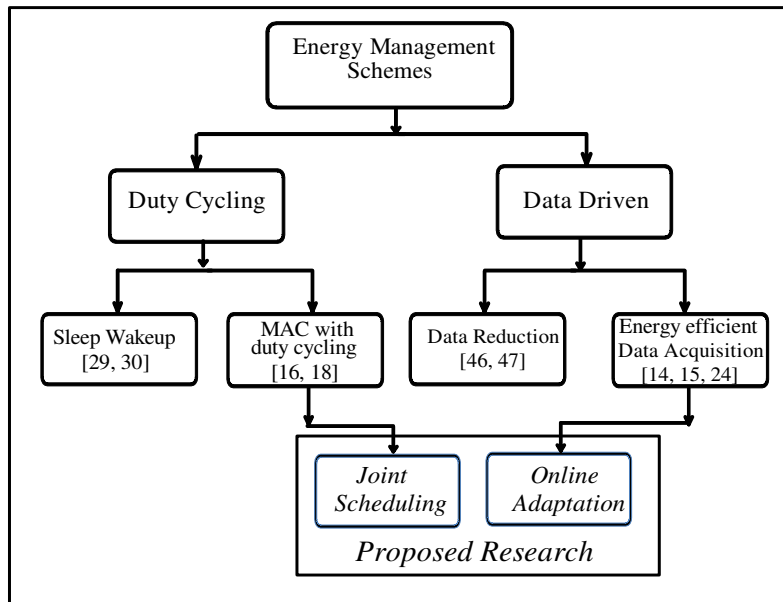 Energy Management
Schemes
Duty Cycling
Data Driven
Sleep Wakeup
[29, 30]
MAC with
duty cycling
[16, 18]
Data Reduction
[46, 47]
Energy efficient
Data Acquisition
[14, 15, 24]
Joint
Scheduling
Online
Adaptation
Proposed Research